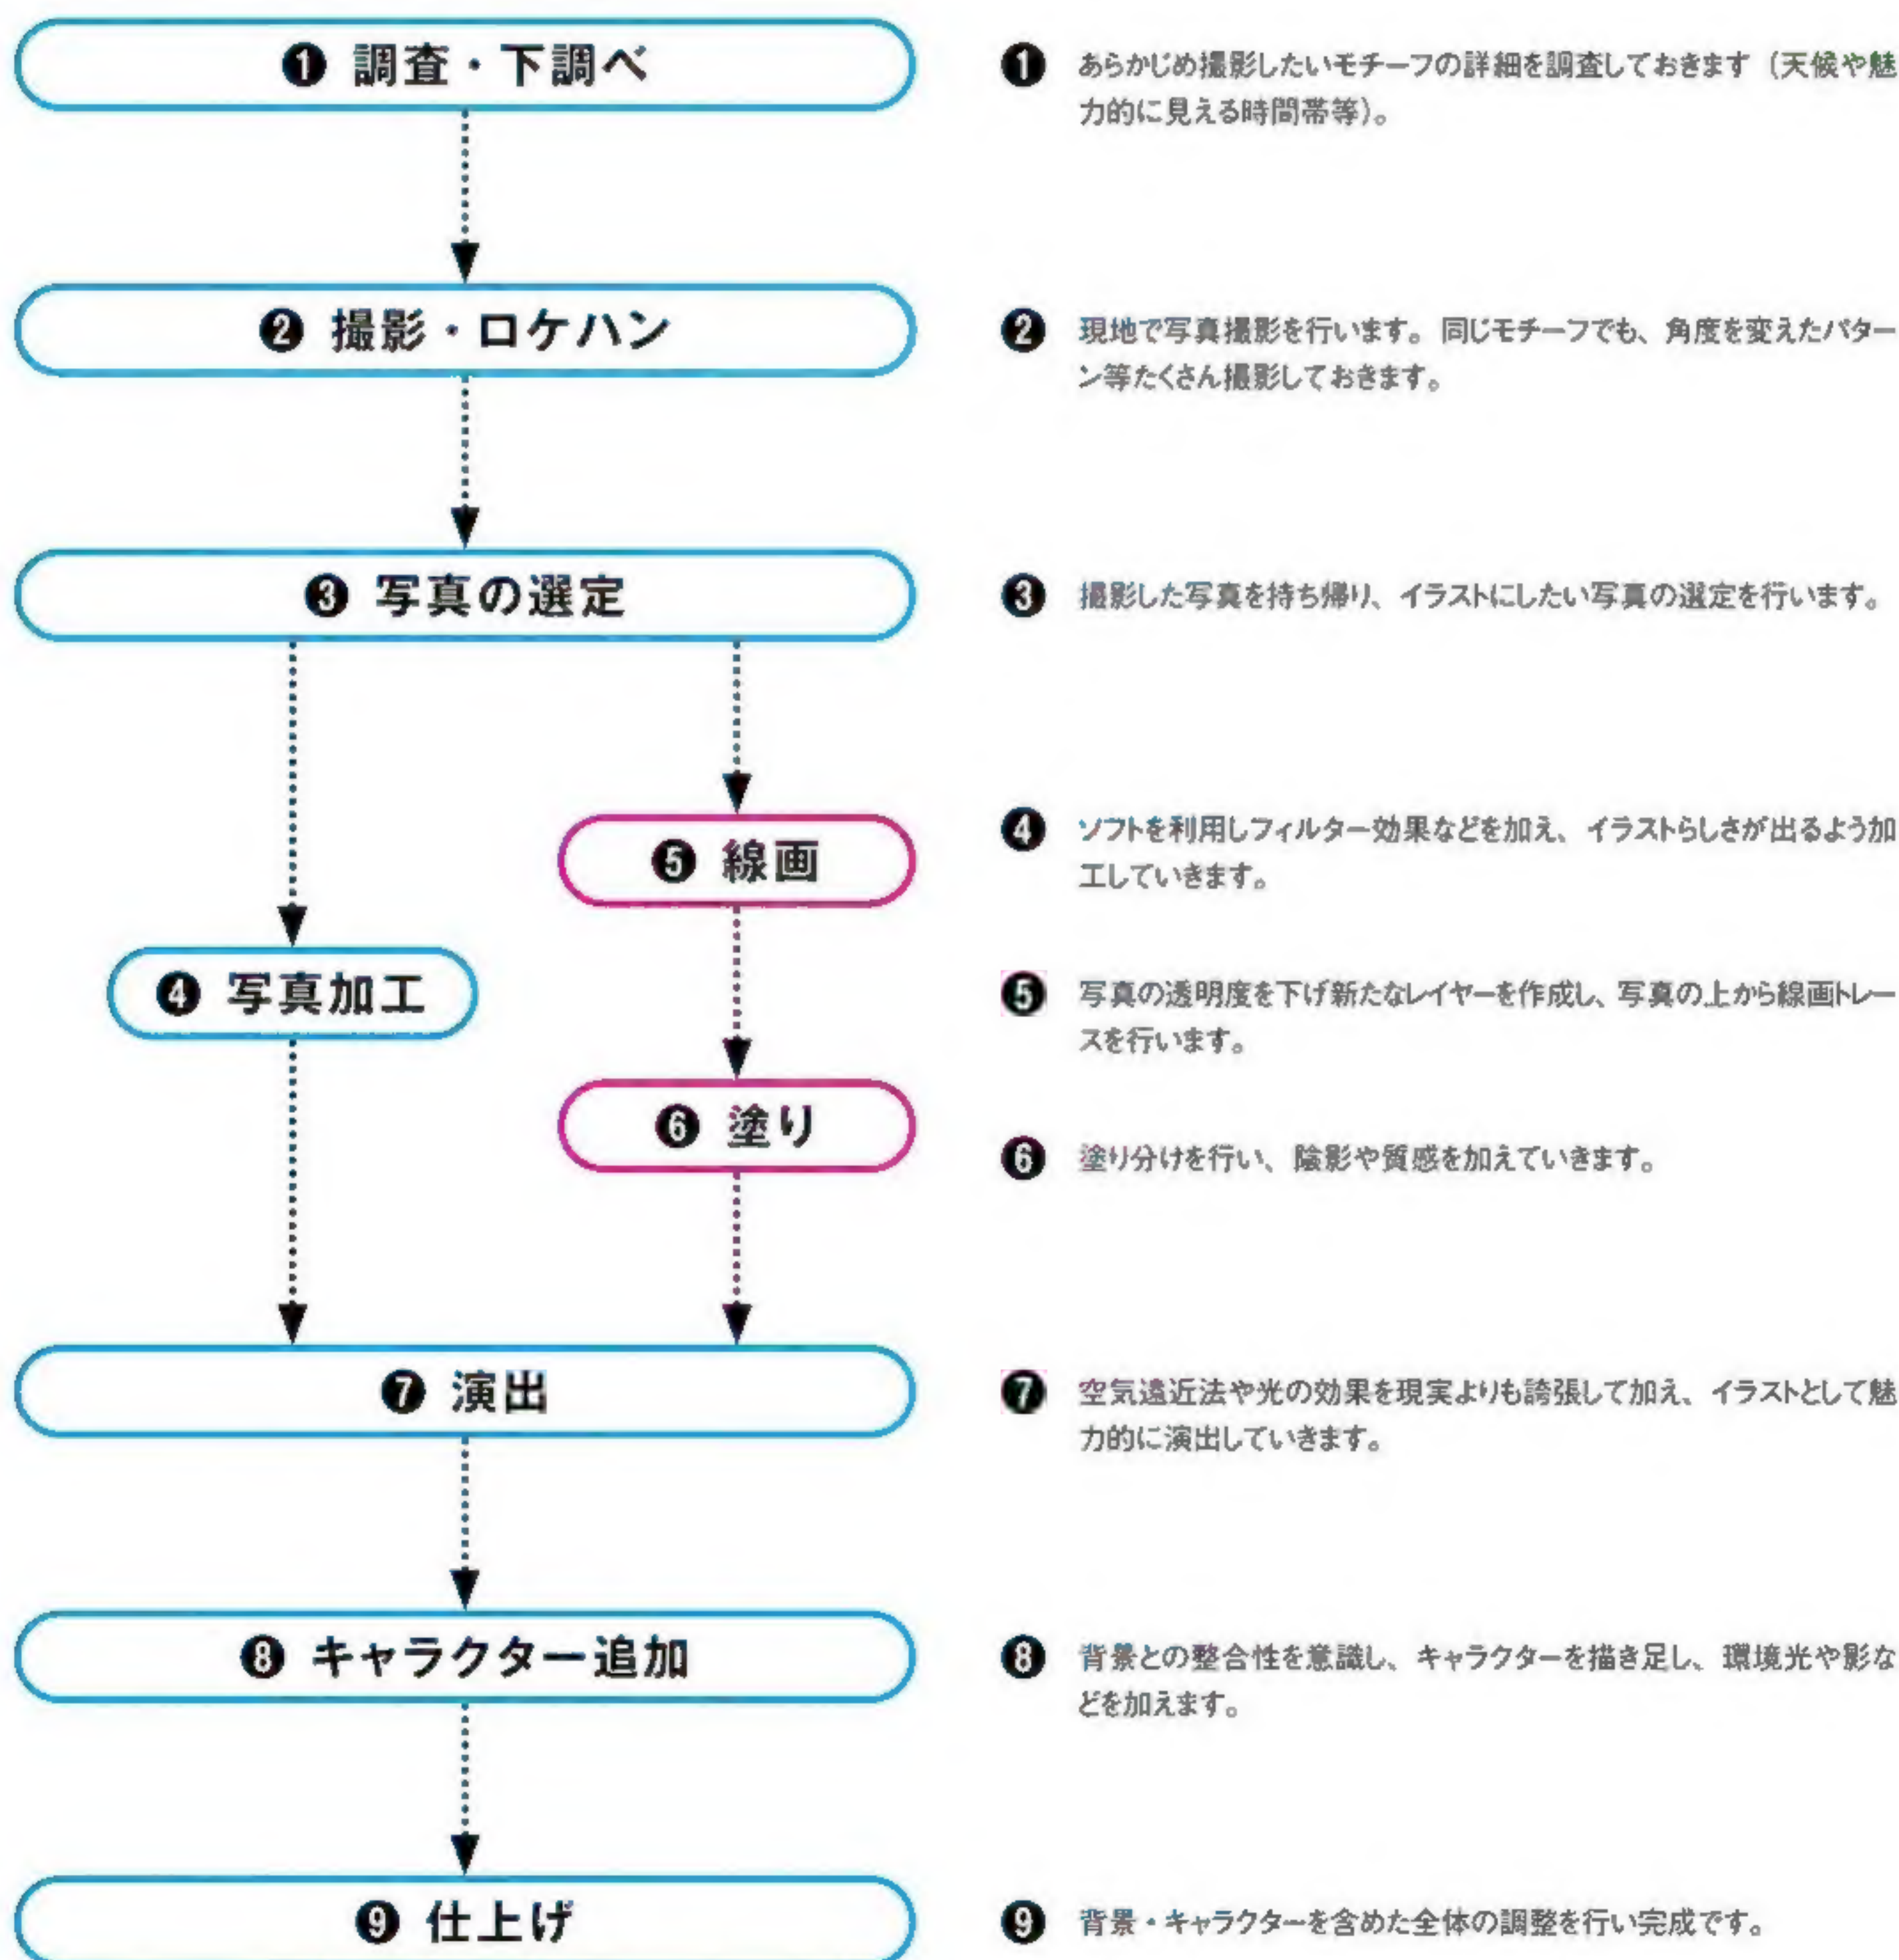 ❶ 調査・下調べ
❷ 撮影・ロケハン
❸ 写真の選定
❺ 線画
❹ 写真加工
❻ 塗り
❼ 演出
❽ キャラクター追加
❾ 仕上げ
❶ あらかじめ撮影したいモチーフの詳細を調査しておきます（天候や魅
力的に見える時間帯等）。
❷ 現地で写真撮影を行います。同じモチーフでも、角度を変えたパター
ン等たくさん撮影しておきます。
❸ 撮影した写真を持ち帰り、イラストにしたい写真の選定を行います。
❹ ソフトを利用しフィルター効果などを加え、イラストらしさが出るよう加
工していきます。
❺ 写真の透明度を下げ新たなレイヤーを作成し、写真の上から線画トレー
スを行います。
❻ 塗り分けを行い、陰影や質感を加えていきます。
❼ 空気遠近法や光の効果を現実よりも誇張して加え、イラストとして魅
力的に演出していきます。
❽ 背景との整合性を意識し、キャラクターを描き足し、環境光や影な
どを加えます。
❾ 背景・キャラクターを含めた全体の調整を行い完成です。